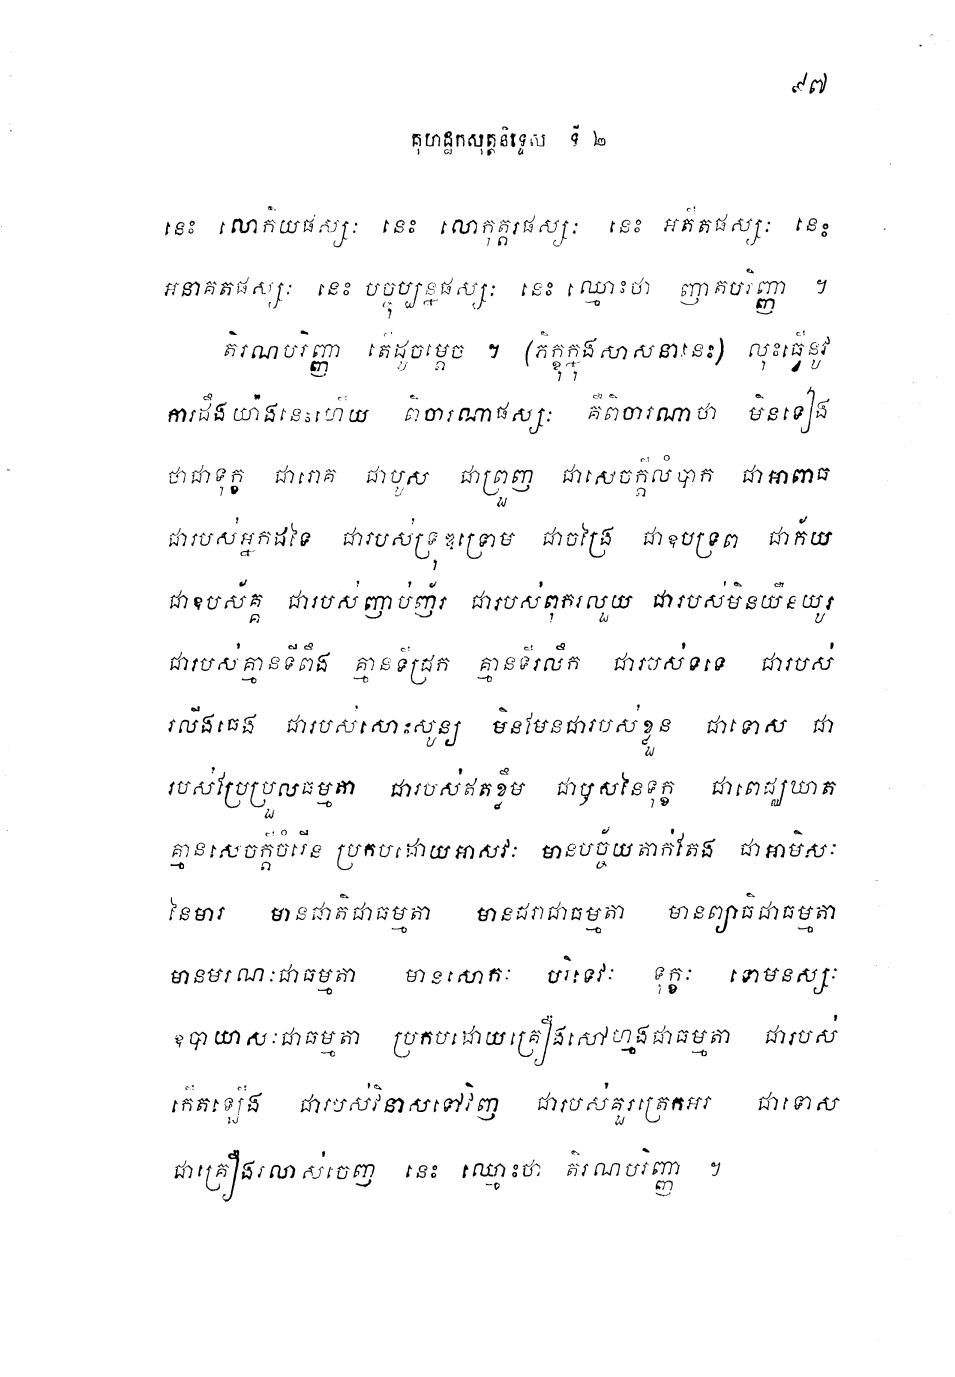 ៩៧
គុហដ្ឋកសុត្តនិទ្ទេស ទី ២
នេះ លោកិយផស្សៈ នេះ លោកុត្តរផស្សៈ នេះ អតីតផស្សៈ នេះ
អនាគតផស្សៈ នេះ បច្ចុប្បន្នផស្សៈ នេះ ឈ្មោះថា ញាតបរិញ្ញា ។
តីរណបរិញ្ញា តើដូចម្តេច ។ (ភិក្ខុក្នុងសាសនានេះ) លុះធ្វើនូវ
ការដឹងយ៉ាងនេះហើយ ពិចារណាផស្សៈ គឺពិចារណាថា មិនទៀង
ថាជាទុក្ខ ជារោគ ជាបូស ជាព្រួញ ជាសេចក្តីលំបាក ជាអាពាធ
ជារបស់អ្នកដទៃ ជារបស់ទ្រុឌទ្រោម ជាចង្រៃ ជាឧបទ្រព ជាភ័យ
ជាឧបស័គ្គ ជារបស់ញាប់ញ័រ ជារបស់ពុករលួយ ជារបស់មិនយឺនយូរ
ជារបស់គ្មានទីពឹង គ្មានទីជ្រក គ្មានទីរលឹក ជារបស់ទទេ ជារបស់
រលីងធេង ជារបស់សោះសូន្យ មិនមែនជារបស់ខ្លួន ជាទោស ជា
របស់ប្រែប្រួលធម្មតា ជារបស់ឥតខ្លឹម ជាឫសនៃទុក្ខ ជាពេជ្ឈឃាត
គ្មានសេចក្តីចំរើន ប្រកបដោយអាសវៈ មានបច្ច័យតាក់តែង ជាអាមិសៈ
នៃមារ មានជាតិជាធម្មតា មានជរាជាធម្មតា មានព្យាធិជាធម្មតា
មានមរណៈជាធម្មតា មានសោកៈ បរិទេវៈ ទុក្ខៈ ទោមនស្សៈ
ឧបាយាសៈជាធម្មតា ប្រកបដោយគ្រឿងសៅហ្មងជាធម្មតា ជារបស់
កើតឡើង ជារបស់វិនាសទៅវិញ ជារបស់គួរត្រេកអរ ជាទោស
ជាគ្រឿងរលាស់ចេញ នេះ ឈ្មោះថា តីរណបរិញ្ញា ។